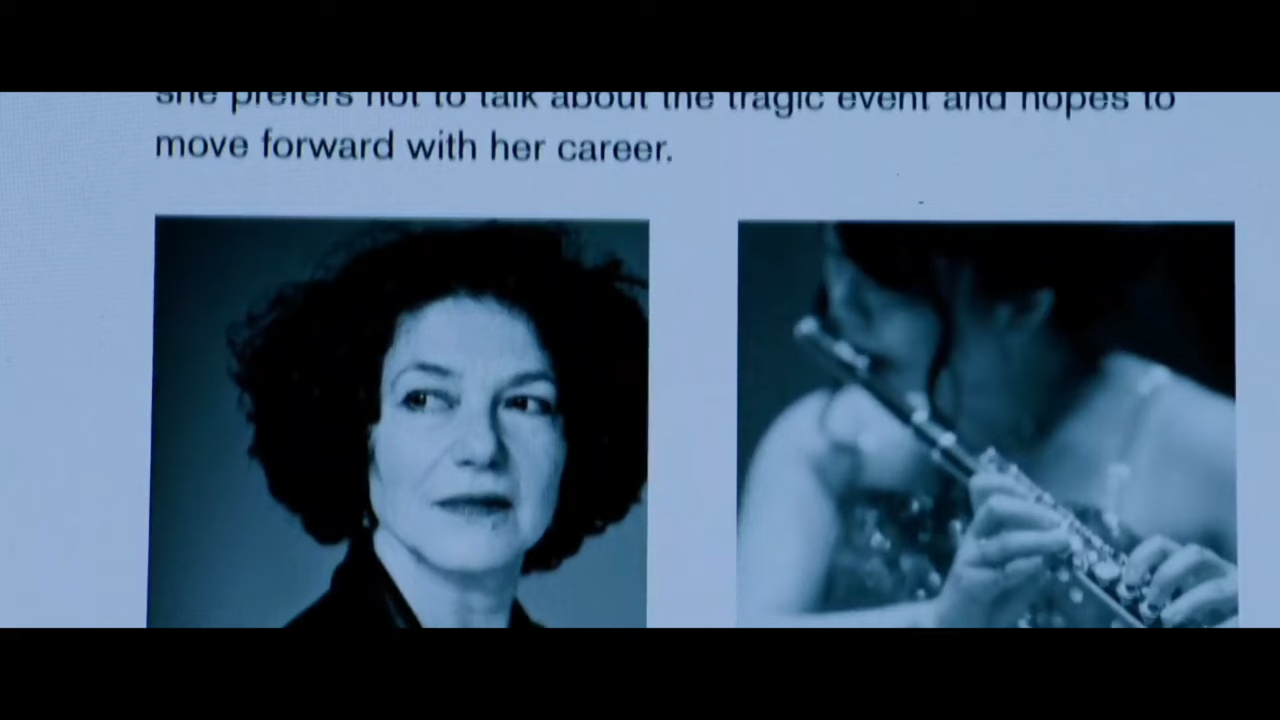 she prefers not to talk about the tragic event and hopes to
move forward with her career.